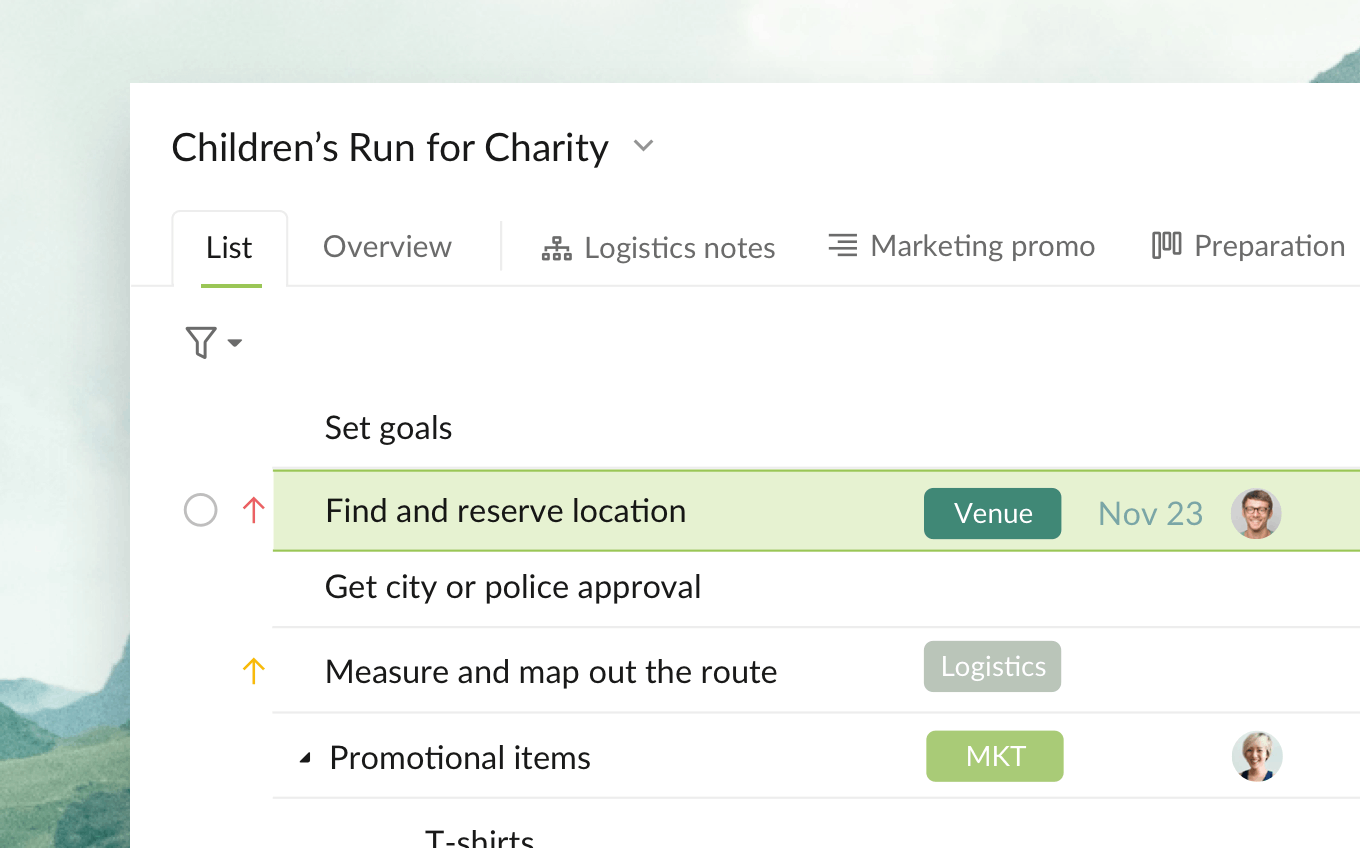 Children’s Run for Charity
List Overview Logistics notes Marketing promo Preparation
Set goals
Find and reserve location Venue Nov 23
Get city or police approval
Measure and map out the route Logistics
Promotional items MKT
T-shirts